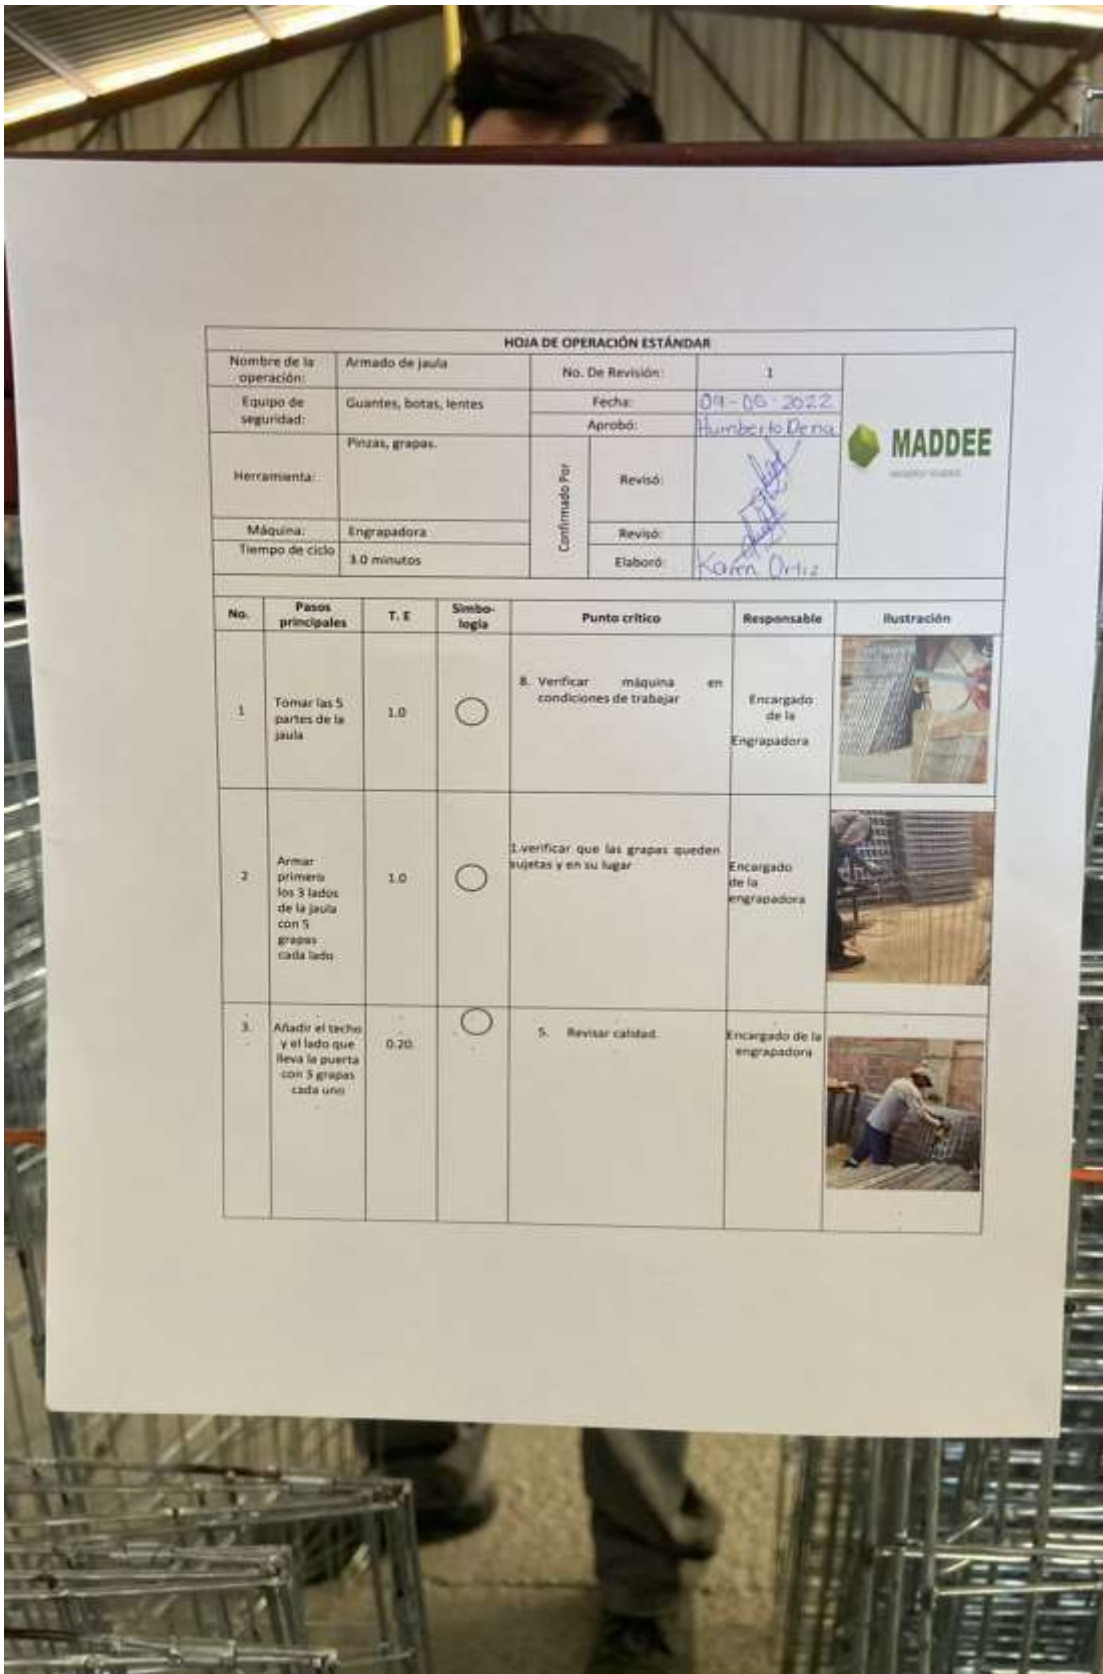 HOJA DE OPERACIÓN ESTÁNDAR
Nombre de la
operación:
Armado de jaula
No. De Revisión:
1
Equipo de
seguridad:
Guantes, botas, lentes
Fecha:
09-05-2022
Aprobó:
Humberto Dena
MADDEE
Herramienta:
Pinzas, grapas.
Confirmado Por
Revisó:
Máquina:
Engrapadora
Revisó:
Tiempo de ciclo
3.0 minutos
Elaboró:
Karen Ortiz
No.
Pasos
principales
T. E
Simbo-
logía
Punto crítico
Responsable
Ilustración
1
Tomar las 5
partes de la
jaula
1.0
8. Verificar máquina en
condiciones de trabajar
Encargado
de la
Engrapadora
2
Armar
primero
los 3 lados
de la jaula
con 5
grapas
cada lado
1.0
1.verificar que las grapas queden
sujetas y en su lugar
Encargado
de la
engrapadora
3.
Añadir el techo
y el lado que
lleva la puerta
con 3 grapas
cada uno
0.20.
5. Revisar calidad.
Encargado de la
engrapadora